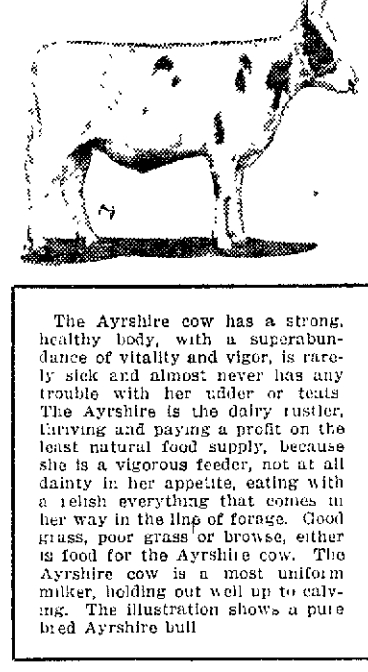 The Ayrshire cow has a strong,
healthy body, with a superabun-
dance of vitality and vigor, is rare-
ly sick and almost never has any
trouble with her udder or teats
The Ayrshire is the dairy rustler,
thriving and paying a profit on the
least natural food supply, because
she is a vigorous feeder, not at all
dainty in her appetite, eating with
a relish everything that comes in
her way in the line of forage. Good
grass, poor grass or browse, either
is food for the Ayrshire cow. The
Ayrshire cow is a most uniform
milker, holding out well up to calv-
ing. The illustration shows a pure
bred Ayrshire bull